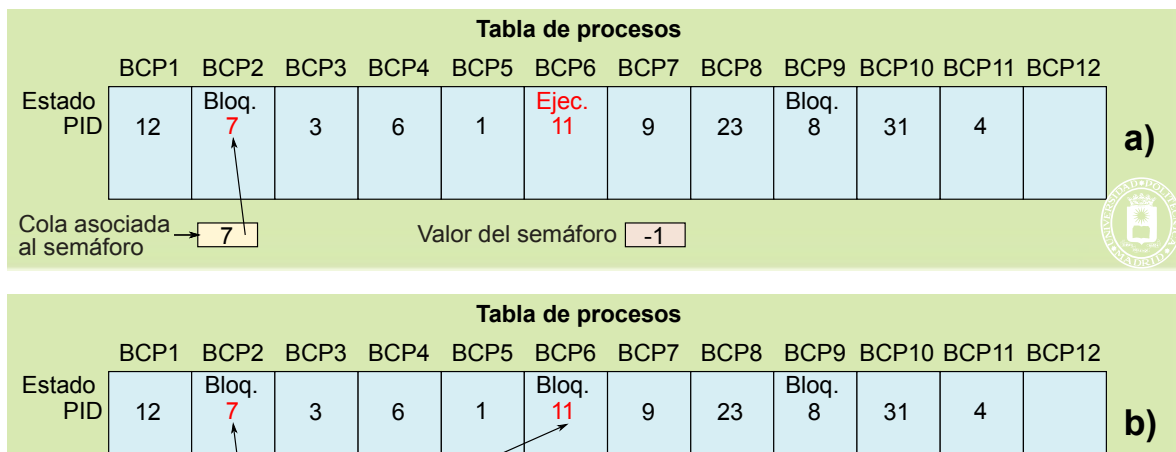 Tabla de procesos
BCP1 BCP2 BCP3 BCP4 BCP5 BCP6 BCP7 BCP8 BCP9 BCP10 BCP11 BCP12
Estado Bloq. Ejec. Bloq.
PID 12 7 3 6 1 11 9 23 8 31 4
a)
Cola asociada al semáforo 7 Valor del semáforo -1
Tabla de procesos
BCP1 BCP2 BCP3 BCP4 BCP5 BCP6 BCP7 BCP8 BCP9 BCP10 BCP11 BCP12
Estado Bloq. Bloq. Bloq.
PID 12 7 3 6 1 11 9 23 8 31 4
b)